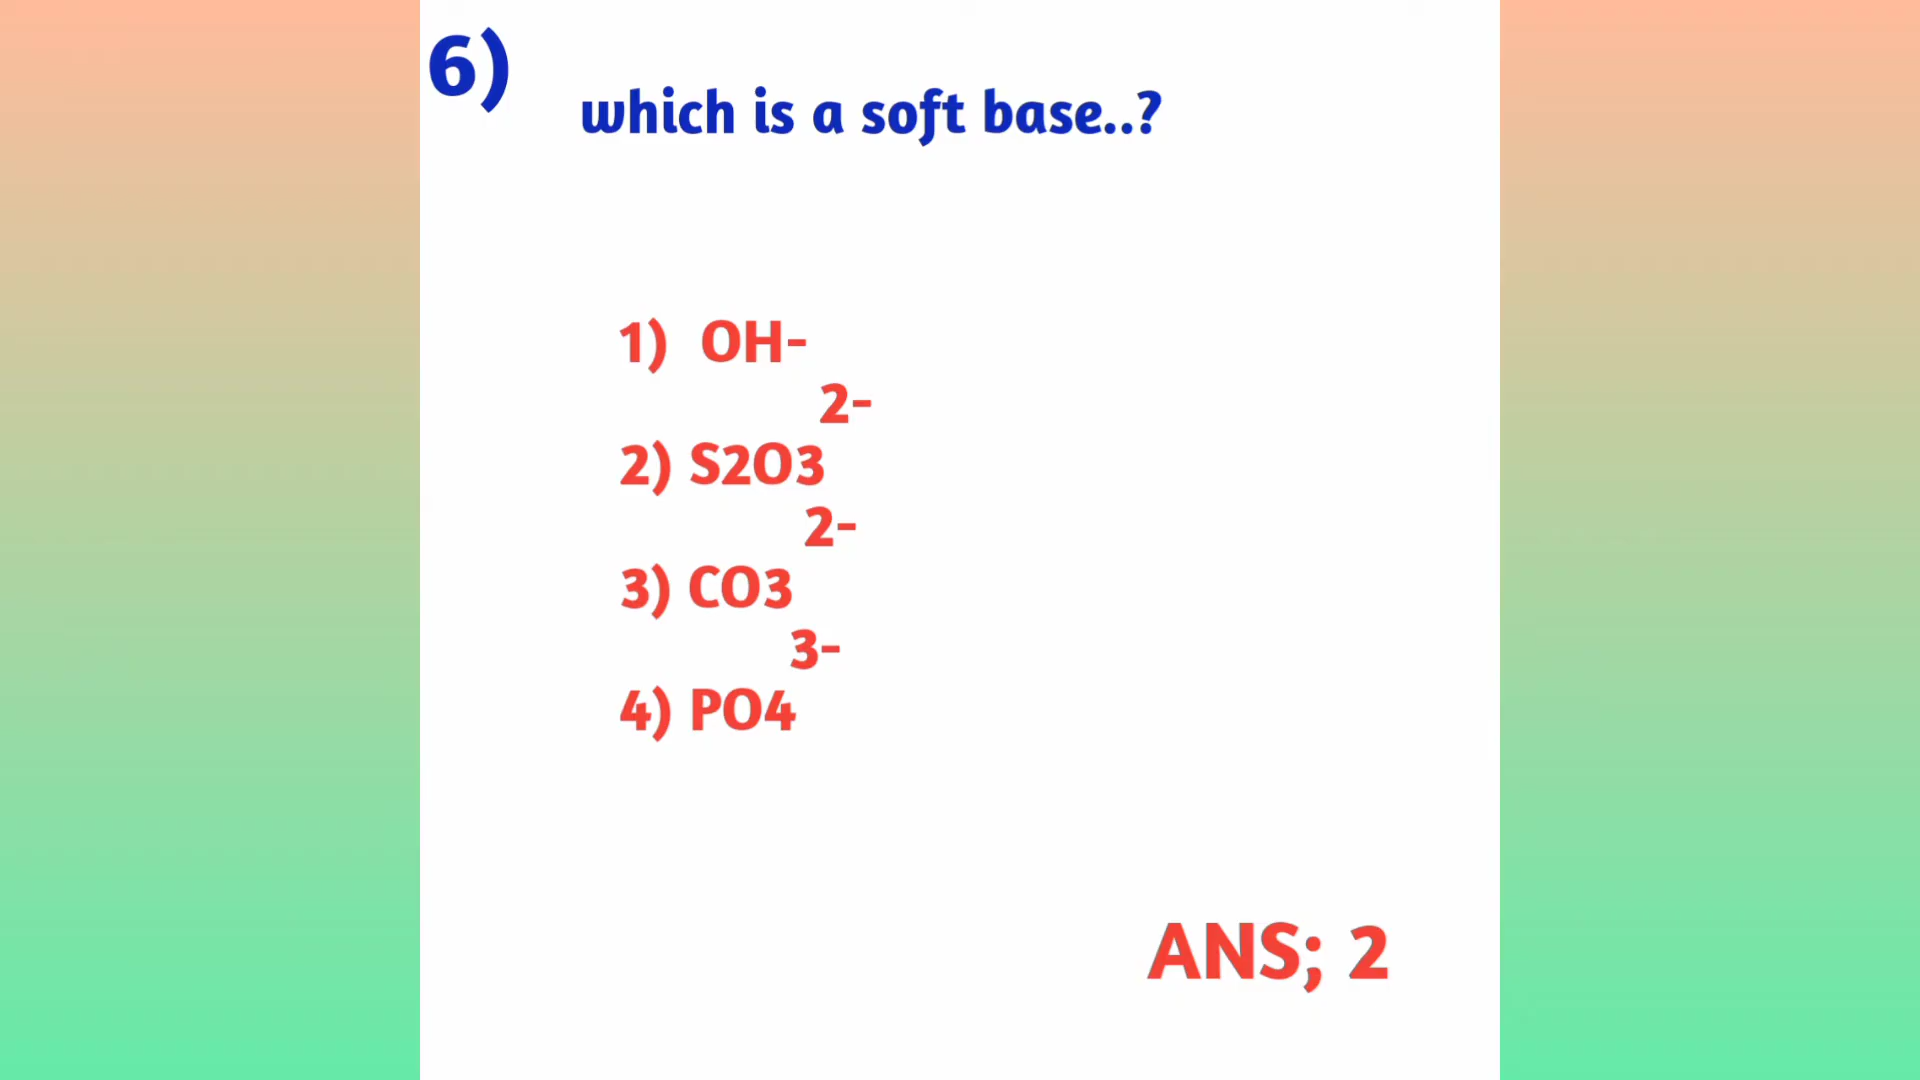 6)
which is a soft base..?
1) OH-
2-
2) S2O3
2-
3) CO3
3-
4) PO4
ANS; 2